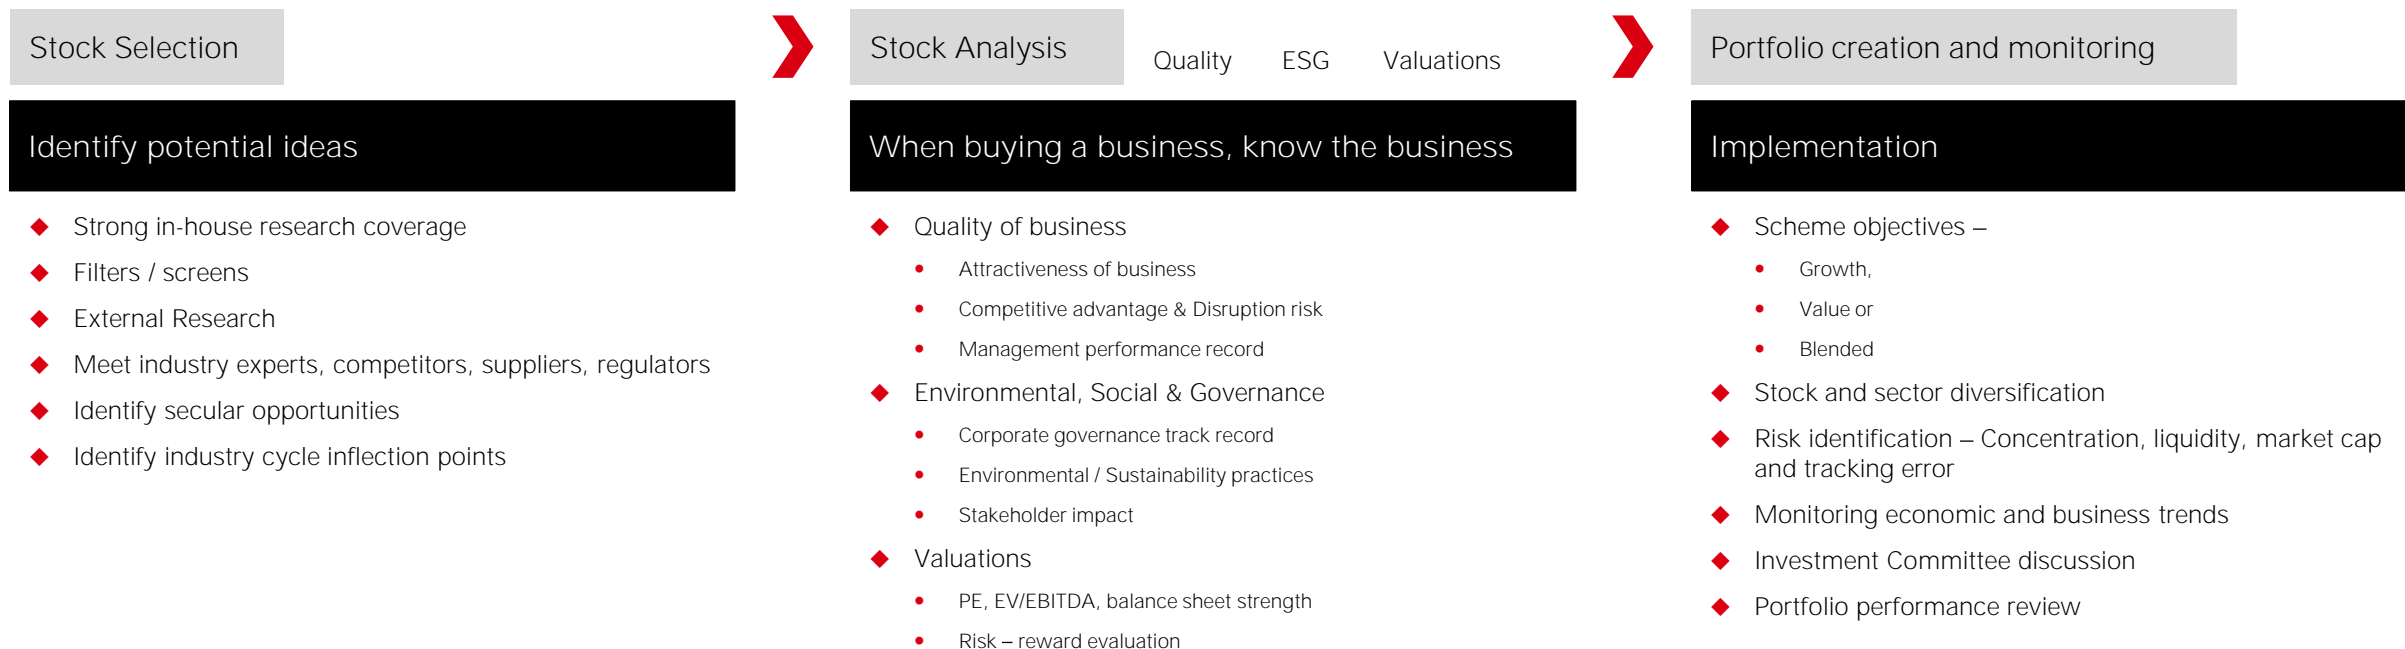 Stock Selection
Identify potential ideas
Strong in-house research coverage
Filters / screens
External Research
Meet industry experts, competitors, suppliers, regulators
Identify secular opportunities
Identify industry cycle inflection points
Stock Analysis
Quality ESG Valuations
When buying a business, know the business
Quality of business
Attractiveness of business
Competitive advantage & Disruption risk
Management performance record
Environmental, Social & Governance
Corporate governance track record
Environmental / Sustainability practices
Stakeholder impact
Valuations
PE, EV/EBITDA, balance sheet strength
Risk – reward evaluation
Portfolio creation and monitoring
Implementation
Scheme objectives –
Growth,
Value or
Blended
Stock and sector diversification
Risk identification – Concentration, liquidity, market cap
and tracking error
Monitoring economic and business trends
Investment Committee discussion
Portfolio performance review